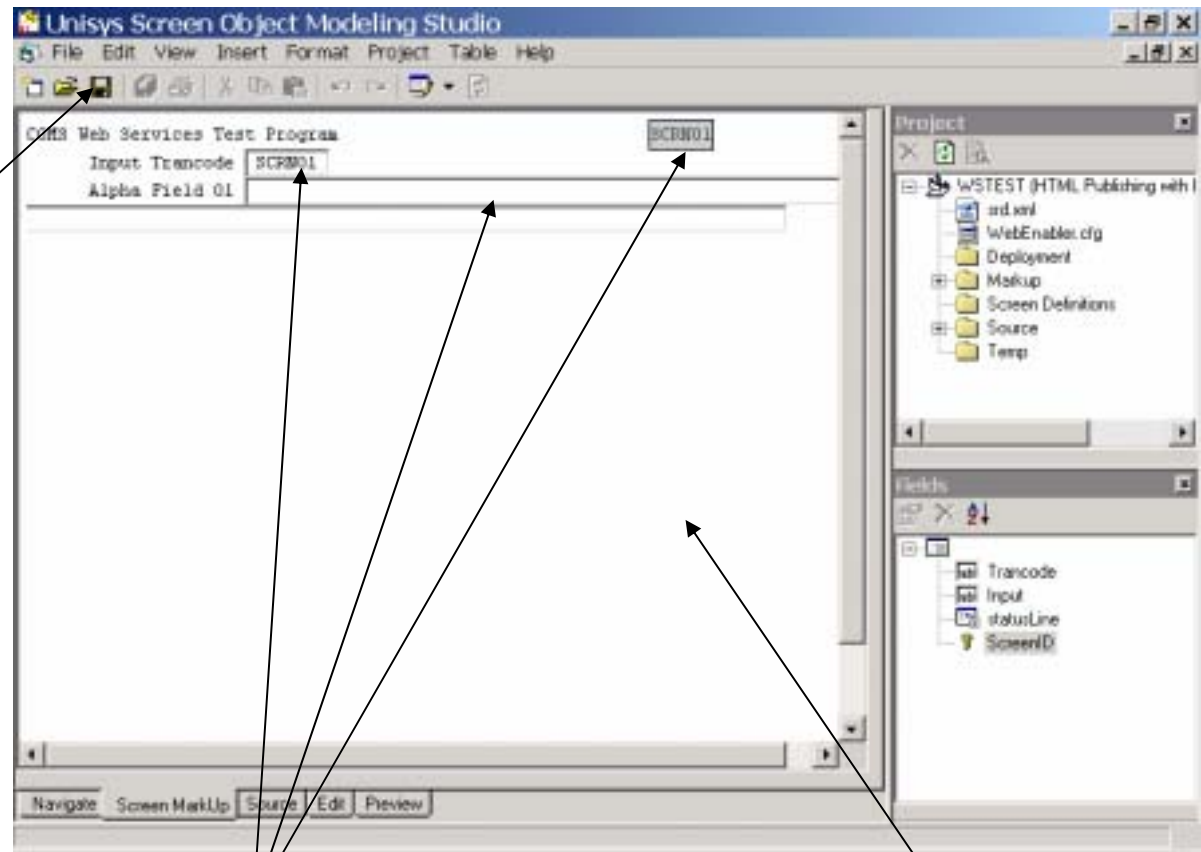 Unisys Screen Object Modeling Studio
File Edit View Insert Format Project Table Help
COMS Web Services Test Program SCRN01
Input Trancode SCRN01
Alpha Field 01
Project
WSTEST (HTML Publishing with
srd.xml
WebEnabler.cfg
Deployment
Markup
Screen Definitions
Source
Temp
Fields
Trancode
Input
statusLine
ScreenID
Navigate Screen MarkUp Source Edit Preview